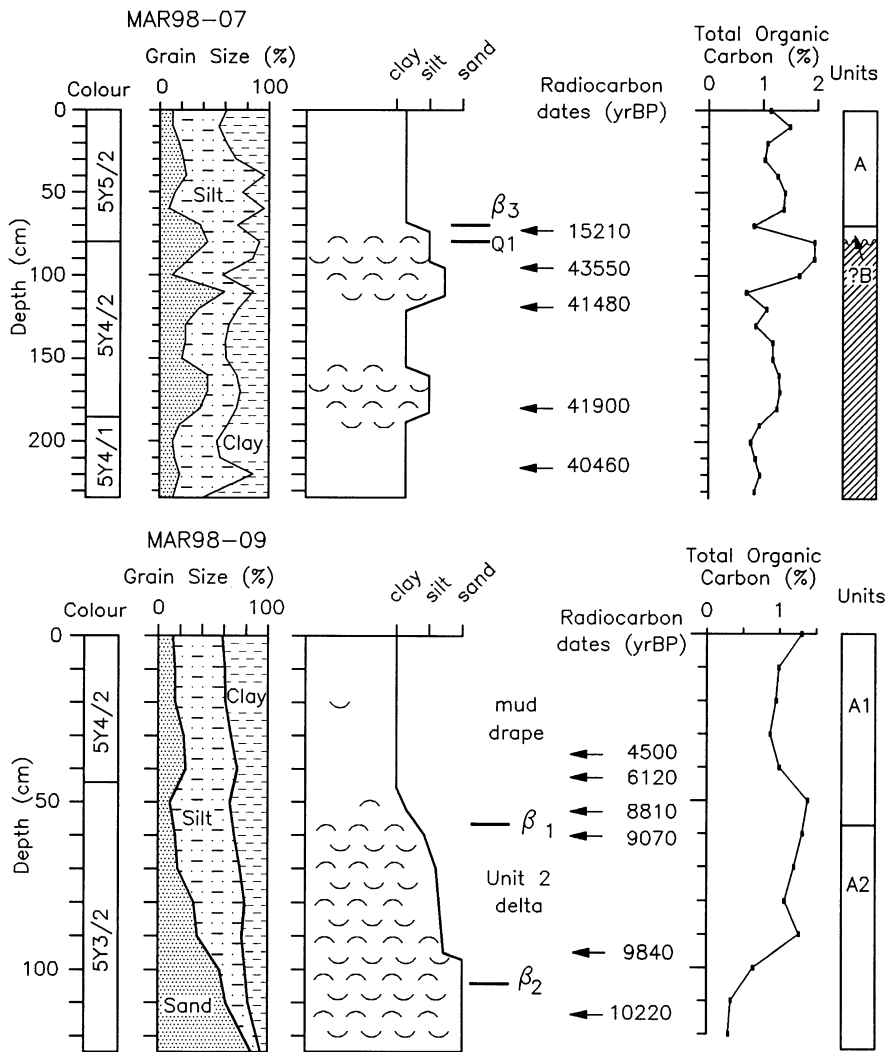 MAR98-07
Colour
Grain Size (%)
0 100
clay silt sand
Radiocarbon
dates (yrBP)
Total Organic
Carbon (%)
0 1 2
Units
Depth (cm)
0
50
100
150
200
5Y5/2
5Y4/2
5Y4/1
Silt
Clay
β3
Q1
15210
43550
41480
41900
40460
A
?B
MAR98-09
Colour
Grain Size (%)
0 100
clay silt sand
Radiocarbon
dates (yrBP)
Total Organic
Carbon (%)
0 1
Units
Depth (cm)
0
50
100
5Y4/2
5Y3/2
Clay
Silt
Sand
mud
drape
β1
Unit 2
delta
β2
4500
6120
8810
9070
9840
10220
A1
A2